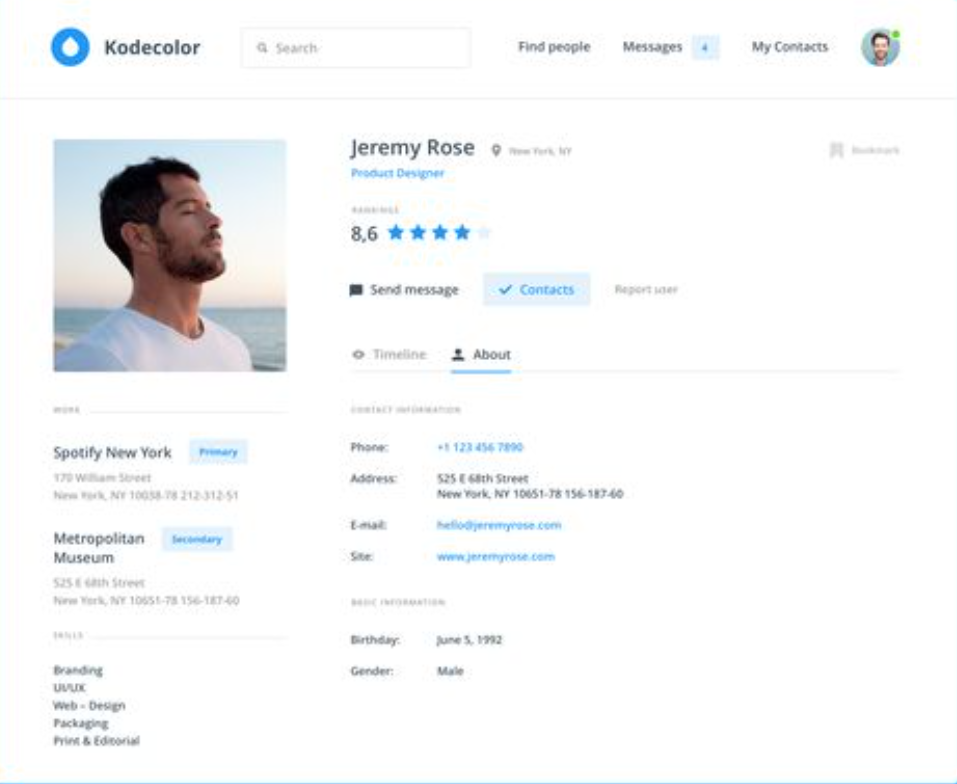 Kodecolor
Search
Find people
Messages 4
My Contacts
Jeremy Rose
New York, NY
Bookmark
Product Designer
RANKINGS
8,6
Send message
Contacts
Report user
Timeline
About
WORK
Spotify New York
Primary
170 William Street
New York, NY 10038-78 212-312-51
Metropolitan
Museum
Secondary
525 E 68th Street
New York, NY 10651-78 156-187-60
SKILLS
Branding
UI/UX
Web - Design
Packaging
Print & Editorial
CONTACT INFORMATION
Phone: +1 123 456 7890
Address: 525 E 68th Street
New York, NY 10651-78 156-187-60
E-mail: hello@jeremyrose.com
Site: www.jeremyrose.com
BASIC INFORMATION
Birthday: June 5, 1992
Gender: Male